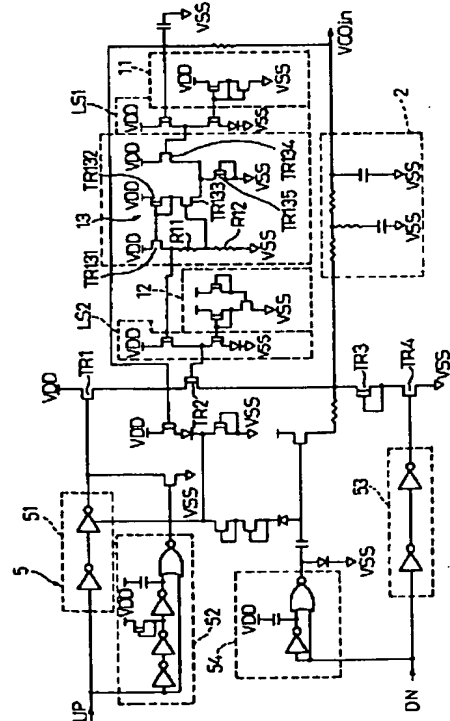 VSS
LS1
11
VDD
VDD
VSS
VSS
TR132
VDD
TR134
13
VDD
TR133
TR135
VSS
TR131
VDD
R11
R12
VSS
LS2
12
VDD
VSS
VSS
VCOin
2
VSS
VSS
VDD
TR1
TR2
TR3
TR4
VSS
VDD
VSS
51
5
VSS
52
VDD
UP
54
VDD
VSS
53
DN